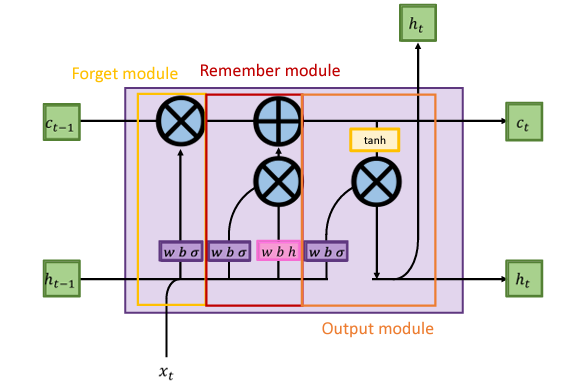 h_t
Forget module
Remember module
c_{t-1}
c_t
tanh
w b σ
w b σ
w b h
w b σ
h_{t-1}
h_t
Output module
x_t